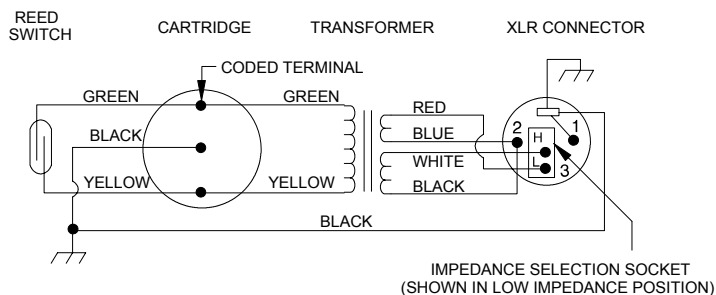 REED
SWITCH
CARTRIDGE
TRANSFORMER
XLR CONNECTOR
CODED TERMINAL
GREEN
GREEN
RED
BLACK
BLUE
2
H
1
WHITE
L
3
YELLOW
YELLOW
BLACK
BLACK
IMPEDANCE SELECTION SOCKET
(SHOWN IN LOW IMPEDANCE POSITION)